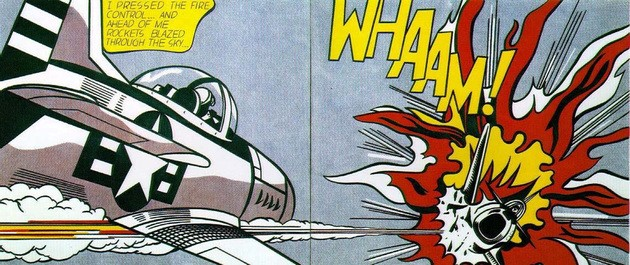 I PRESSED THE FIRE
CONTROL... AND
AHEAD OF ME
ROCKETS BLAZED
THROUGH THE SKY...
WHAAM!